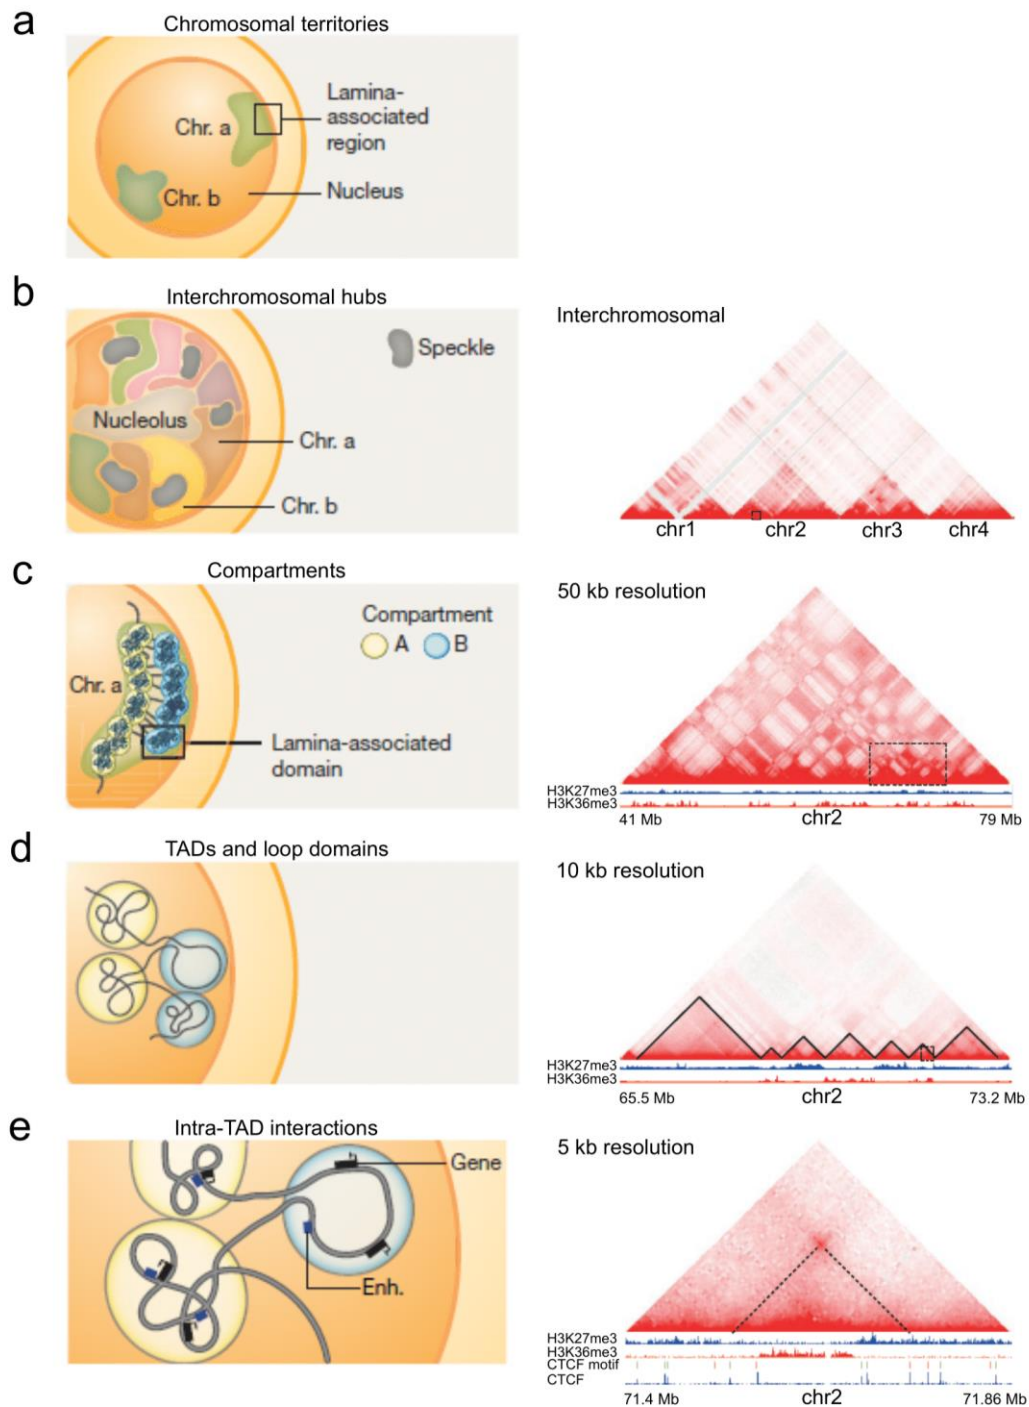 a
Chromosomal territories
Lamina-
associated
region
Chr. a
Chr. b
Nucleus
b
Interchromosomal hubs
Speckle
Nucleolus
Chr. a
Chr. b
Interchromosomal
chr1
chr2
chr3
chr4
c
Compartments
Compartment
A
B
Chr. a
Lamina-associated
domain
50 kb resolution
H3K27me3
H3K36me3
41 Mb
chr2
79 Mb
d
TADs and loop domains
10 kb resolution
H3K27me3
H3K36me3
65.5 Mb
chr2
73.2 Mb
e
Intra-TAD interactions
Gene
Enh.
5 kb resolution
H3K27me3
H3K36me3
CTCF motif
CTCF
71.4 Mb
chr2
71.86 Mb